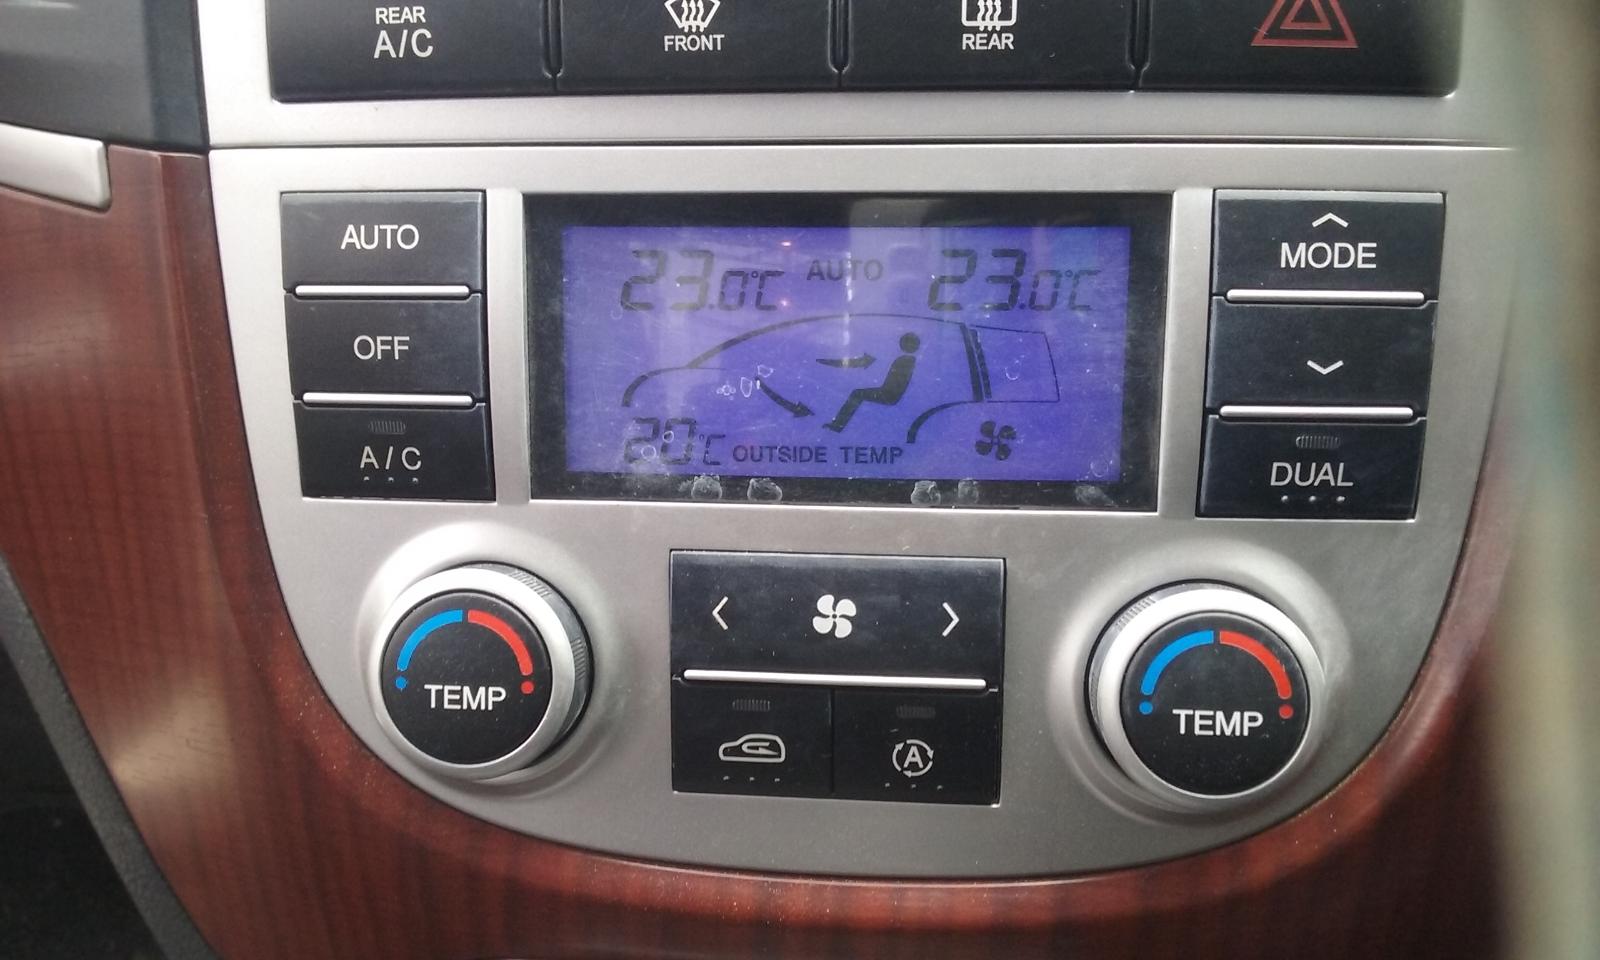 REAR
A/C
FRONT
REAR
AUTO
OFF
A/C
23.0°C AUTO 23.0°C
20°C OUTSIDE TEMP
MODE
DUAL
TEMP
A
TEMP